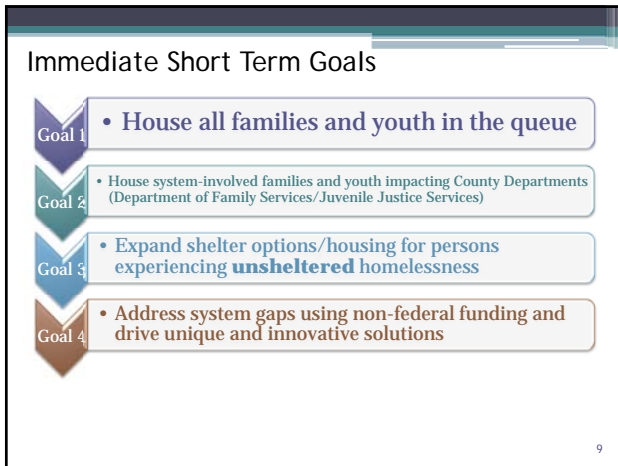 Immediate Short Term Goals
Goal 1
• House all families and youth in the queue
Goal 2
• House system-involved families and youth impacting County Departments
(Department of Family Services/Juvenile Justice Services)
Goal 3
• Expand shelter options/housing for persons
experiencing unsheltered homelessness
Goal 4
• Address system gaps using non-federal funding and
drive unique and innovative solutions
9